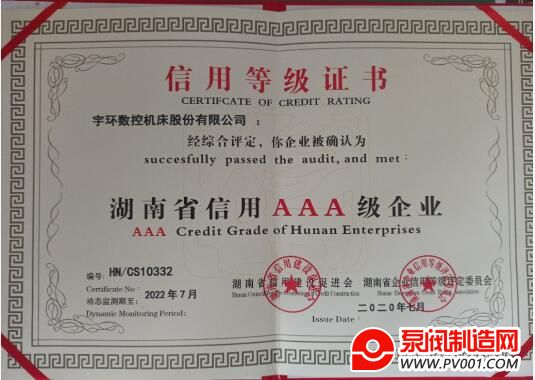 信用等级证书
CERTIFCATE OF CREDIT RATING
宇环数控机床股份有限公司：
经综合评定，你企业被确认为
succesfully passed the audit, and met:
湖南省信用AAA级企业
AAA Credit Grade of Hunan Enterprises
编号: HN/CS10332
Certificate No:
动态监测期至: 2022年7月
Dynamic Monitoring Period:
湖南省信用建设促进会
湖南省企业信用等级评定委员会
Issue Date:
二〇二〇年七月
泵阀制造网
WWW.PV001.COM